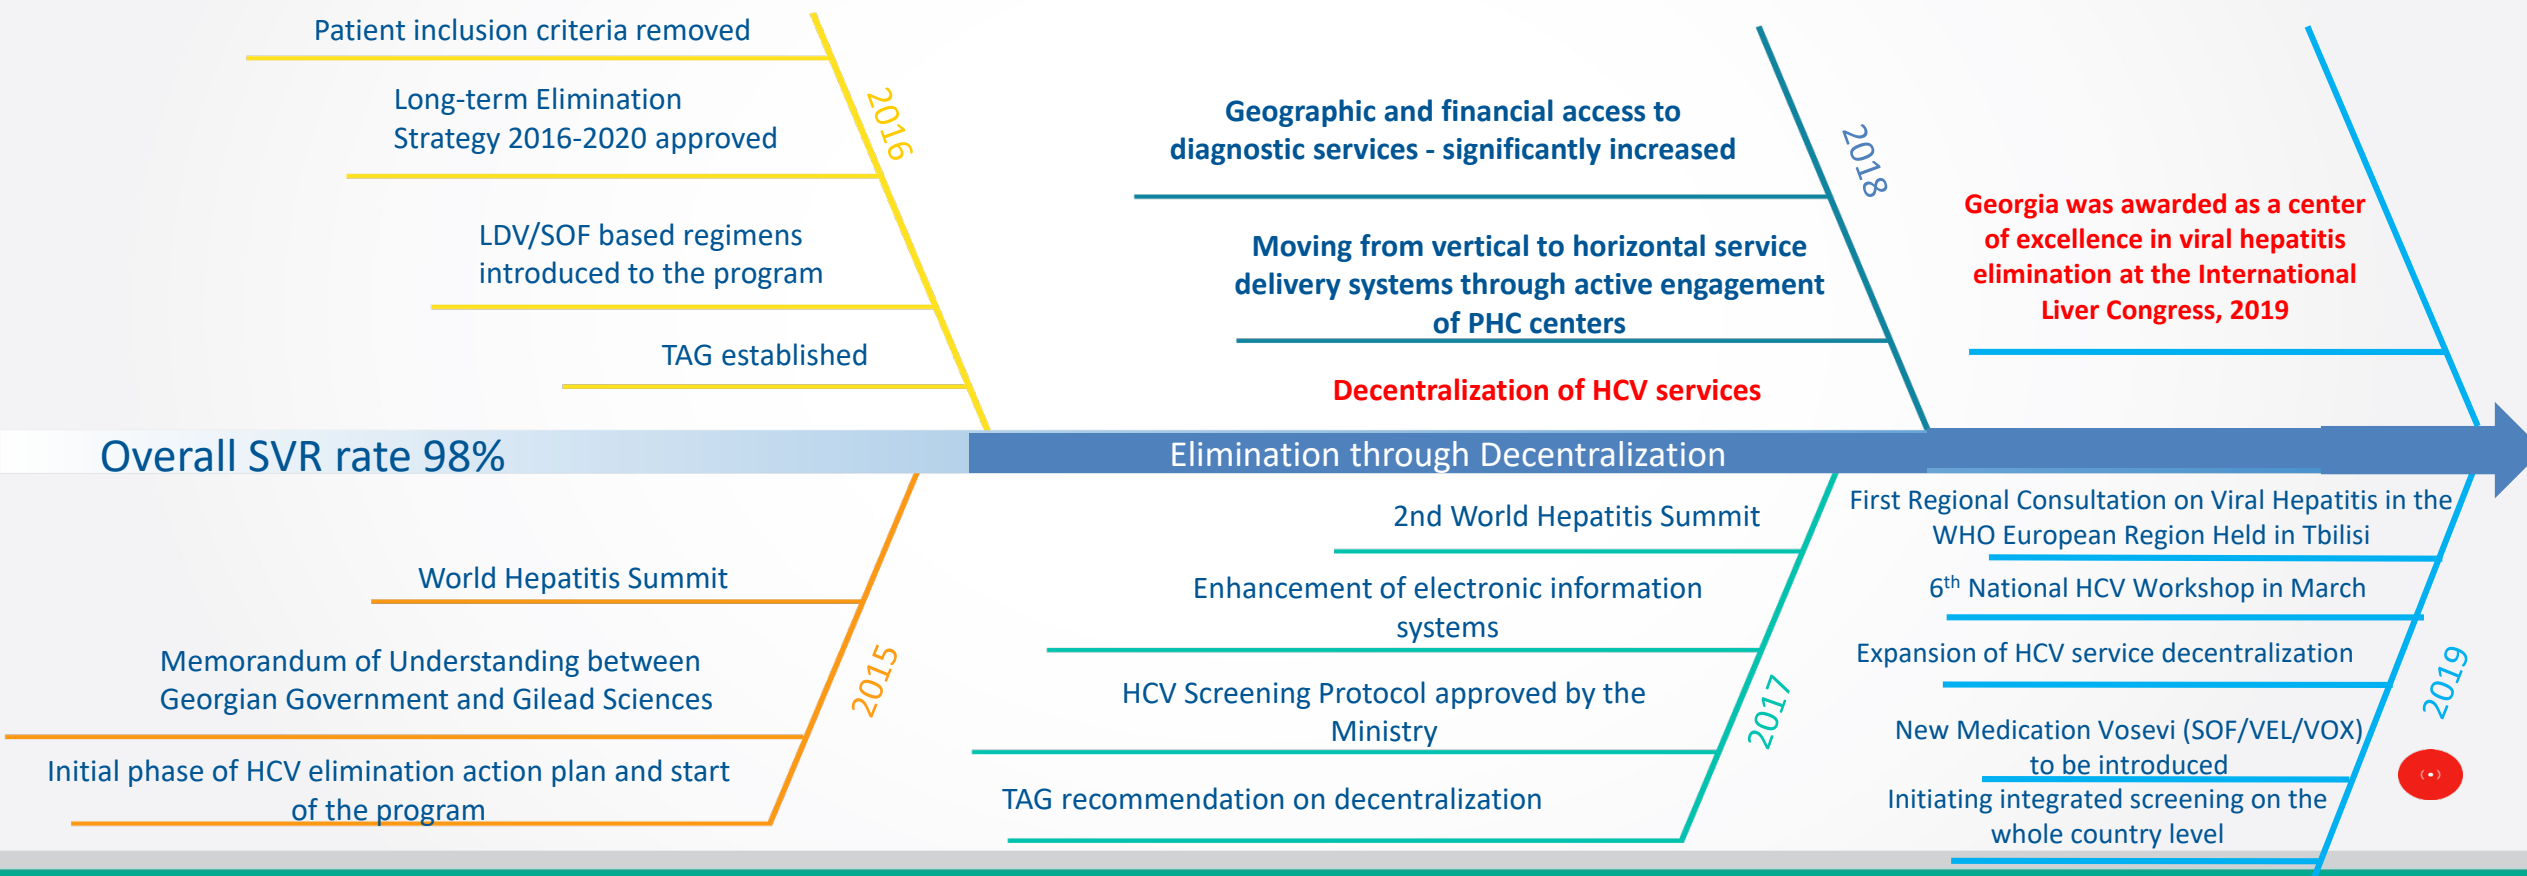 Patient inclusion criteria removed
Long-term Elimination
Strategy 2016-2020 approved
LDV/SOF based regimens
introduced to the program
TAG established
2016
Geographic and financial access to
diagnostic services - significantly increased
Moving from vertical to horizontal service
delivery systems through active engagement
of PHC centers
Decentralization of HCV services
2018
Georgia was awarded as a center
of excellence in viral hepatitis
elimination at the International
Liver Congress, 2019
Overall SVR rate 98%
Elimination through Decentralization
World Hepatitis Summit
Memorandum of Understanding between
Georgian Government and Gilead Sciences
Initial phase of HCV elimination action plan and start
of the program
2015
2nd World Hepatitis Summit
Enhancement of electronic information
systems
HCV Screening Protocol approved by the
Ministry
TAG recommendation on decentralization
2017
First Regional Consultation on Viral Hepatitis in the
WHO European Region Held in Tbilisi
6th National HCV Workshop in March
Expansion of HCV service decentralization
New Medication Vosevi (SOF/VEL/VOX)
to be introduced
Initiating integrated screening on the
whole country level
2019